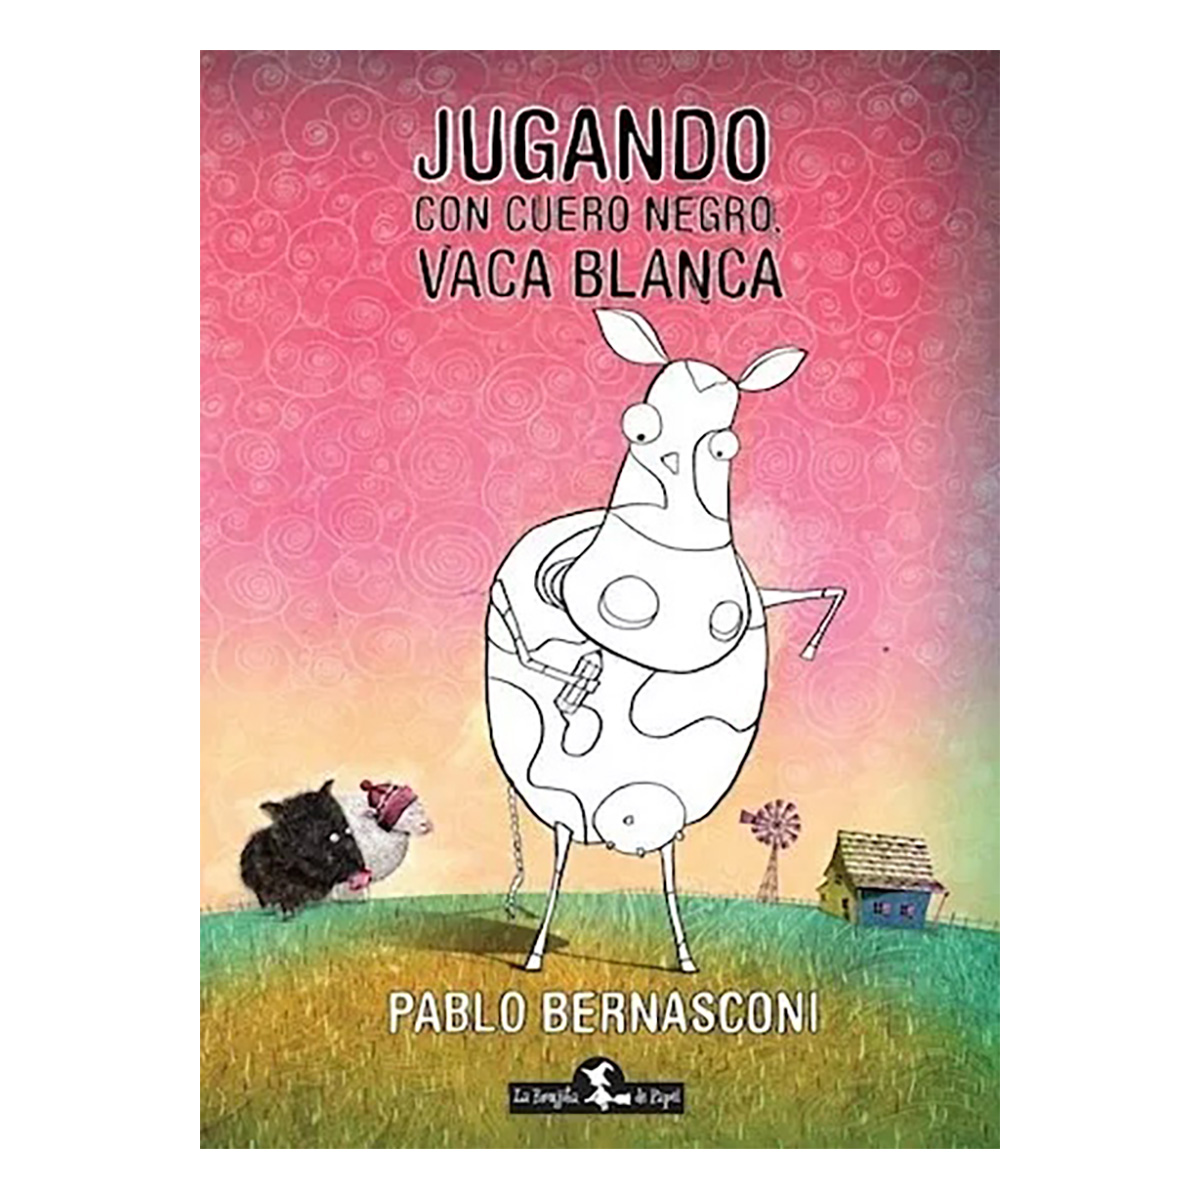 JUGANDO
CON CUERO NEGRO,
VACA BLANCA
PABLO BERNASCONI
La Brujita de Papel